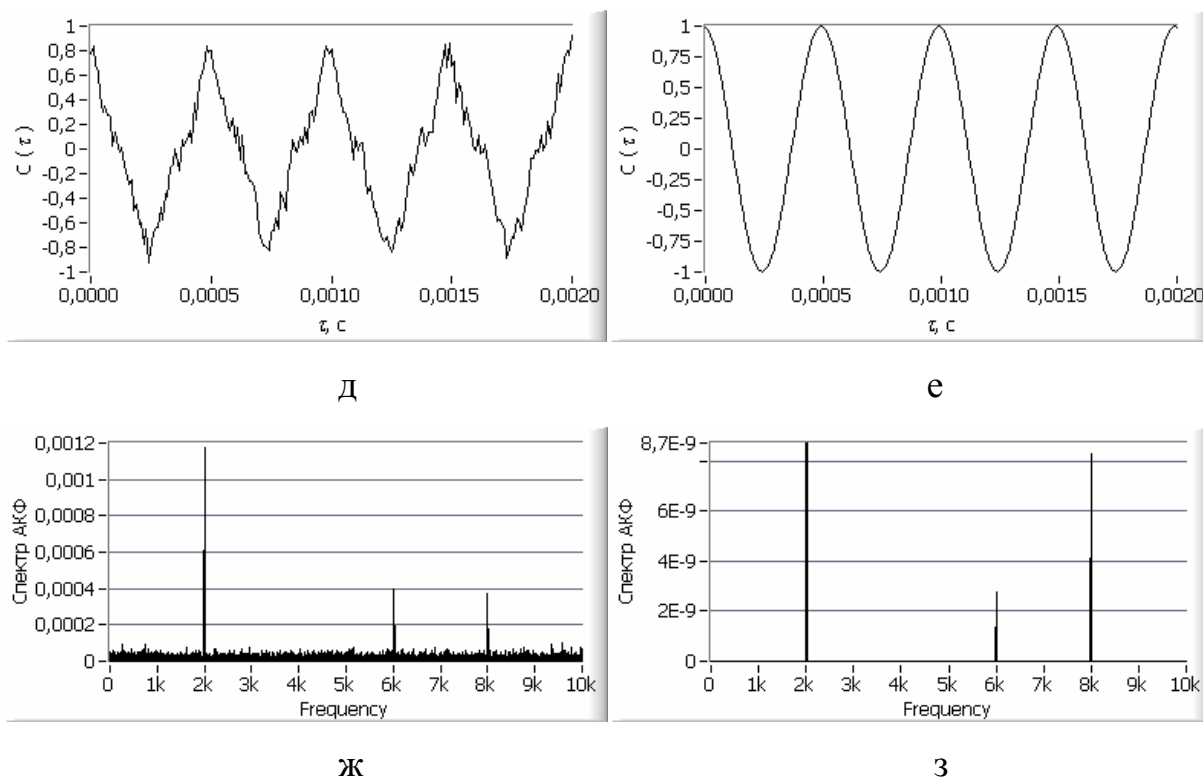 C ( τ )
1
0,8
0,6
0,4
0,2
0
-0,2
-0,4
-0,6
-0,8
-1
0,0000 0,0005 0,0010 0,0015 0,0020
τ, с
C ( τ )
1
0,75
0,5
0,25
0
-0,25
-0,5
-0,75
-1
0,0000 0,0005 0,0010 0,0015 0,0020
τ, с
д
е
Спектр АКФ
0,0012
0,001
0,0008
0,0006
0,0004
0,0002
0
0 1k 2k 3k 4k 5k 6k 7k 8k 9k 10k
Frequency
Спектр АКФ
8,7E-9
6E-9
4E-9
2E-9
0
0 1k 2k 3k 4k 5k 6k 7k 8k 9k 10k
Frequency
ж
з